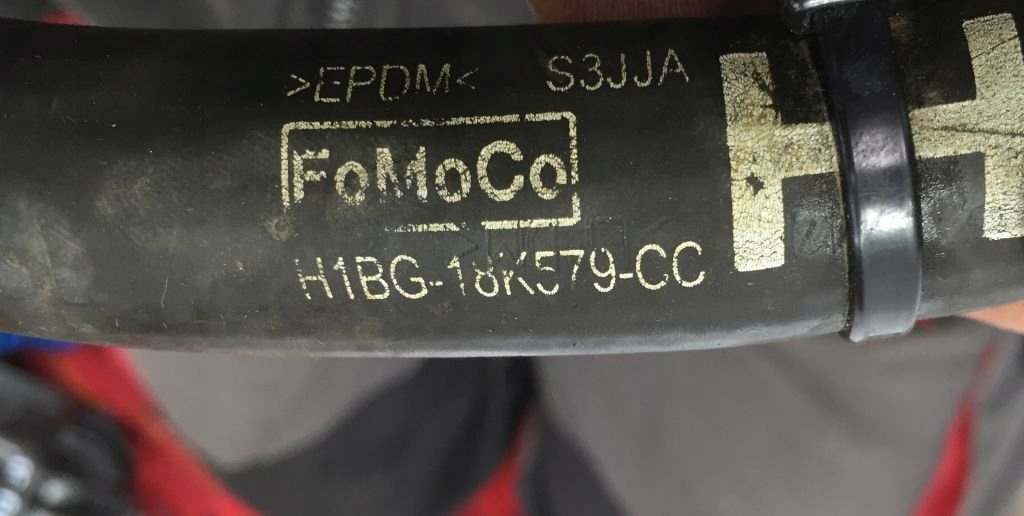 >EPDM< S3JJA
FoMoCo
H1BG-18K579-CC
H